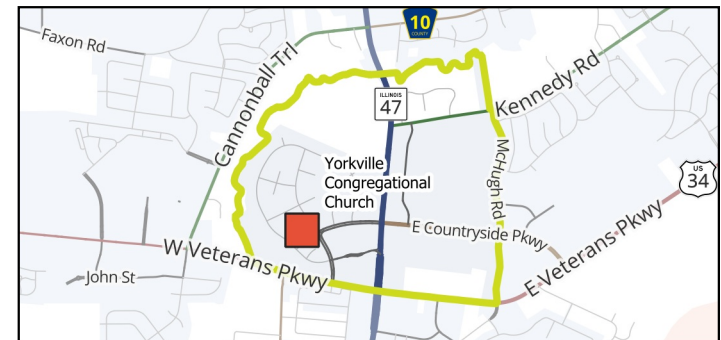 Faxon Rd
Cannonball Trl
10
COUNTY
ILLINOIS
47
Kennedy Rd
McHugh Rd
Yorkville
Congregational
Church
US
34
E Countryside Pkwy
E Veterans Pkwy
W Veterans Pkwy
John St